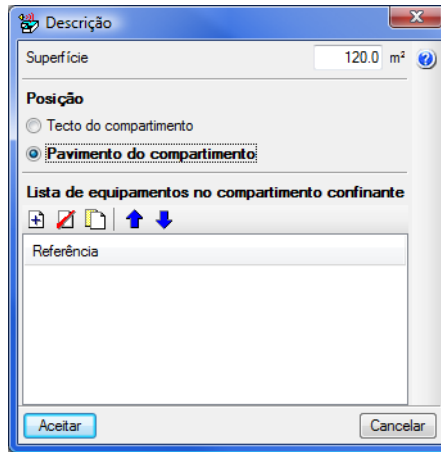 Descrição
Superfície 120.0 m²
Posição
Tecto do compartimento
Pavimento do compartimento
Lista de equipamentos no compartimento confinante
Referência
Aceitar Cancelar